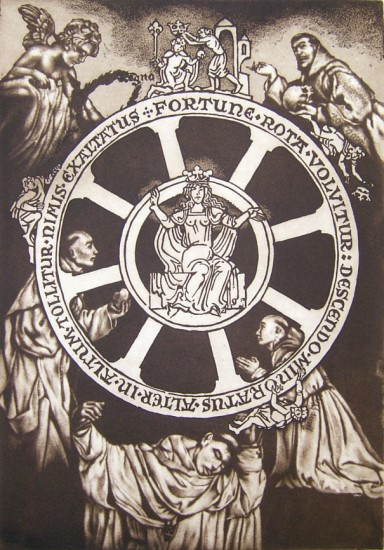 FORTUNE · ROTA · VOLVITUR : DESCENDO · MINORATUS · ALTER · IN · ALTUM · TOLLITUR · NIMIS · EXALTATUS